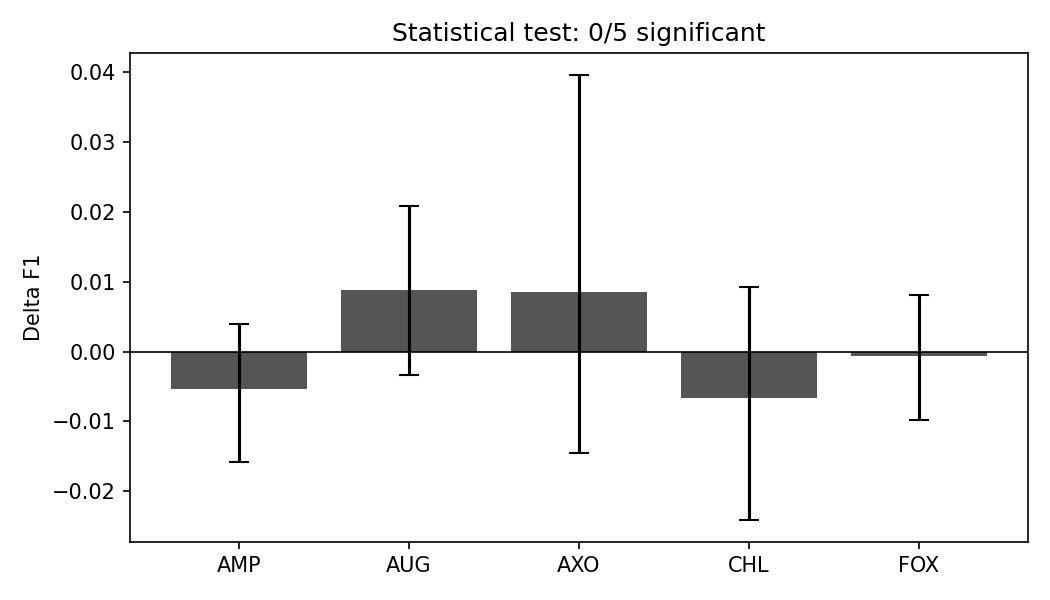 Statistical test: 0/5 significant
Delta F1
0.04
0.03
0.02
0.01
0.00
−0.01
−0.02
AMP
AUG
AXO
CHL
FOX